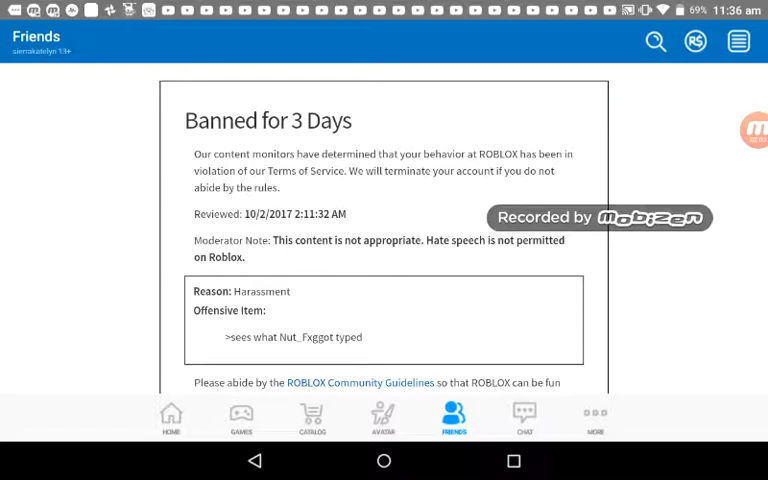 69% 11:36 am
Friends
sierrakatelyn 13+
R$
Banned for 3 Days
Our content monitors have determined that your behavior at ROBLOX has been in
violation of our Terms of Service. We will terminate your account if you do not
abide by the rules.
Reviewed: 10/2/2017 2:11:32 AM
Recorded by mobizen
Moderator Note: This content is not appropriate. Hate speech is not permitted
on Roblox.
Reason: Harassment
Offensive Item:
>sees what Nut_Fxggot typed
Please abide by the ROBLOX Community Guidelines so that ROBLOX can be fun
HOME GAMES CATALOG AVATAR FRIENDS CHAT MORE